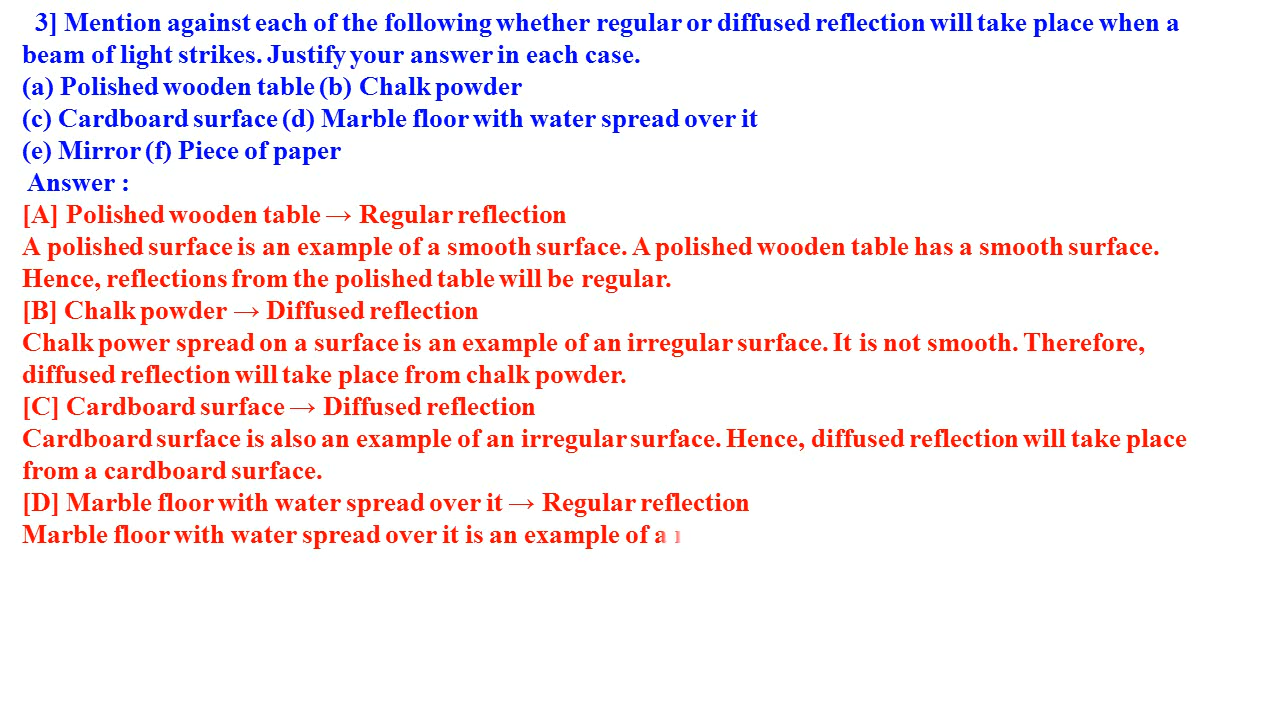 3] Mention against each of the following whether regular or diffused reflection will take place when a
beam of light strikes. Justify your answer in each case.
(a) Polished wooden table (b) Chalk powder
(c) Cardboard surface (d) Marble floor with water spread over it
(e) Mirror (f) Piece of paper
Answer :
[A] Polished wooden table → Regular reflection
A polished surface is an example of a smooth surface. A polished wooden table has a smooth surface.
Hence, reflections from the polished table will be regular.
[B] Chalk powder → Diffused reflection
Chalk power spread on a surface is an example of an irregular surface. It is not smooth. Therefore,
diffused reflection will take place from chalk powder.
[C] Cardboard surface → Diffused reflection
Cardboard surface is also an example of an irregular surface. Hence, diffused reflection will take place
from a cardboard surface.
[D] Marble floor with water spread over it → Regular reflection
Marble floor with water spread over it is an example of a